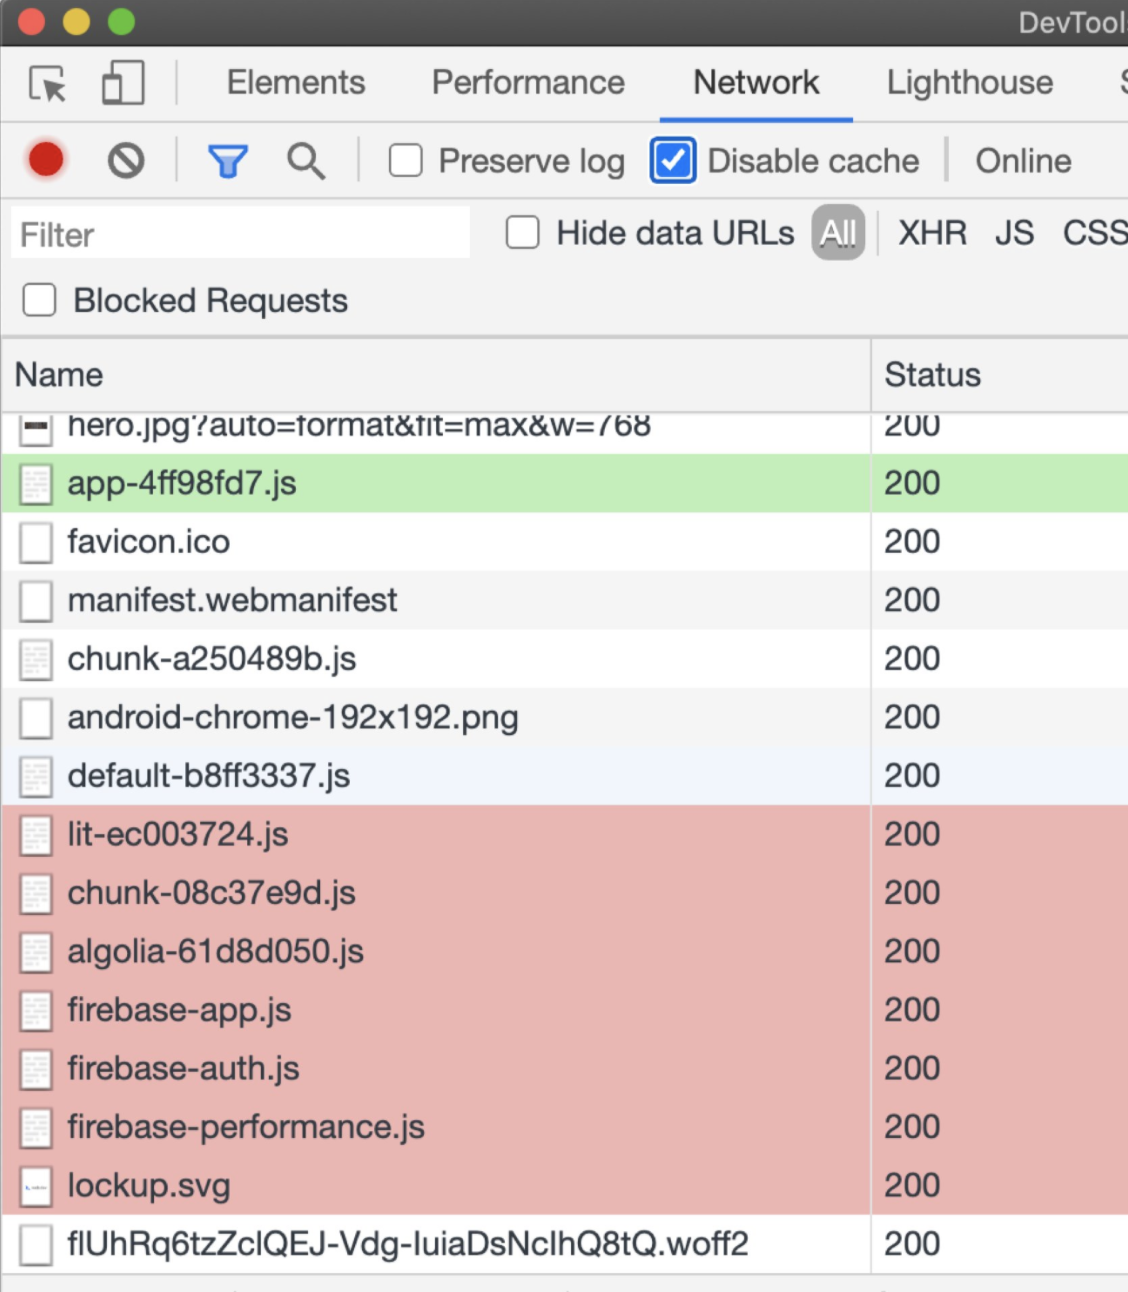 DevTool
Elements Performance Network Lighthouse
Preserve log Disable cache Online
Filter Hide data URLs All XHR JS CSS
Blocked Requests
Name Status
hero.jpg?auto=format&fit=max&w=768 200
app-4ff98fd7.js 200
favicon.ico 200
manifest.webmanifest 200
chunk-a250489b.js 200
android-chrome-192x192.png 200
default-b8ff3337.js 200
lit-ec003724.js 200
chunk-08c37e9d.js 200
algolia-61d8d050.js 200
firebase-app.js 200
firebase-auth.js 200
firebase-performance.js 200
lockup.svg 200
flUhRq6tzZclQEJ-Vdg-IuiaDsNcIhQ8tQ.woff2 200